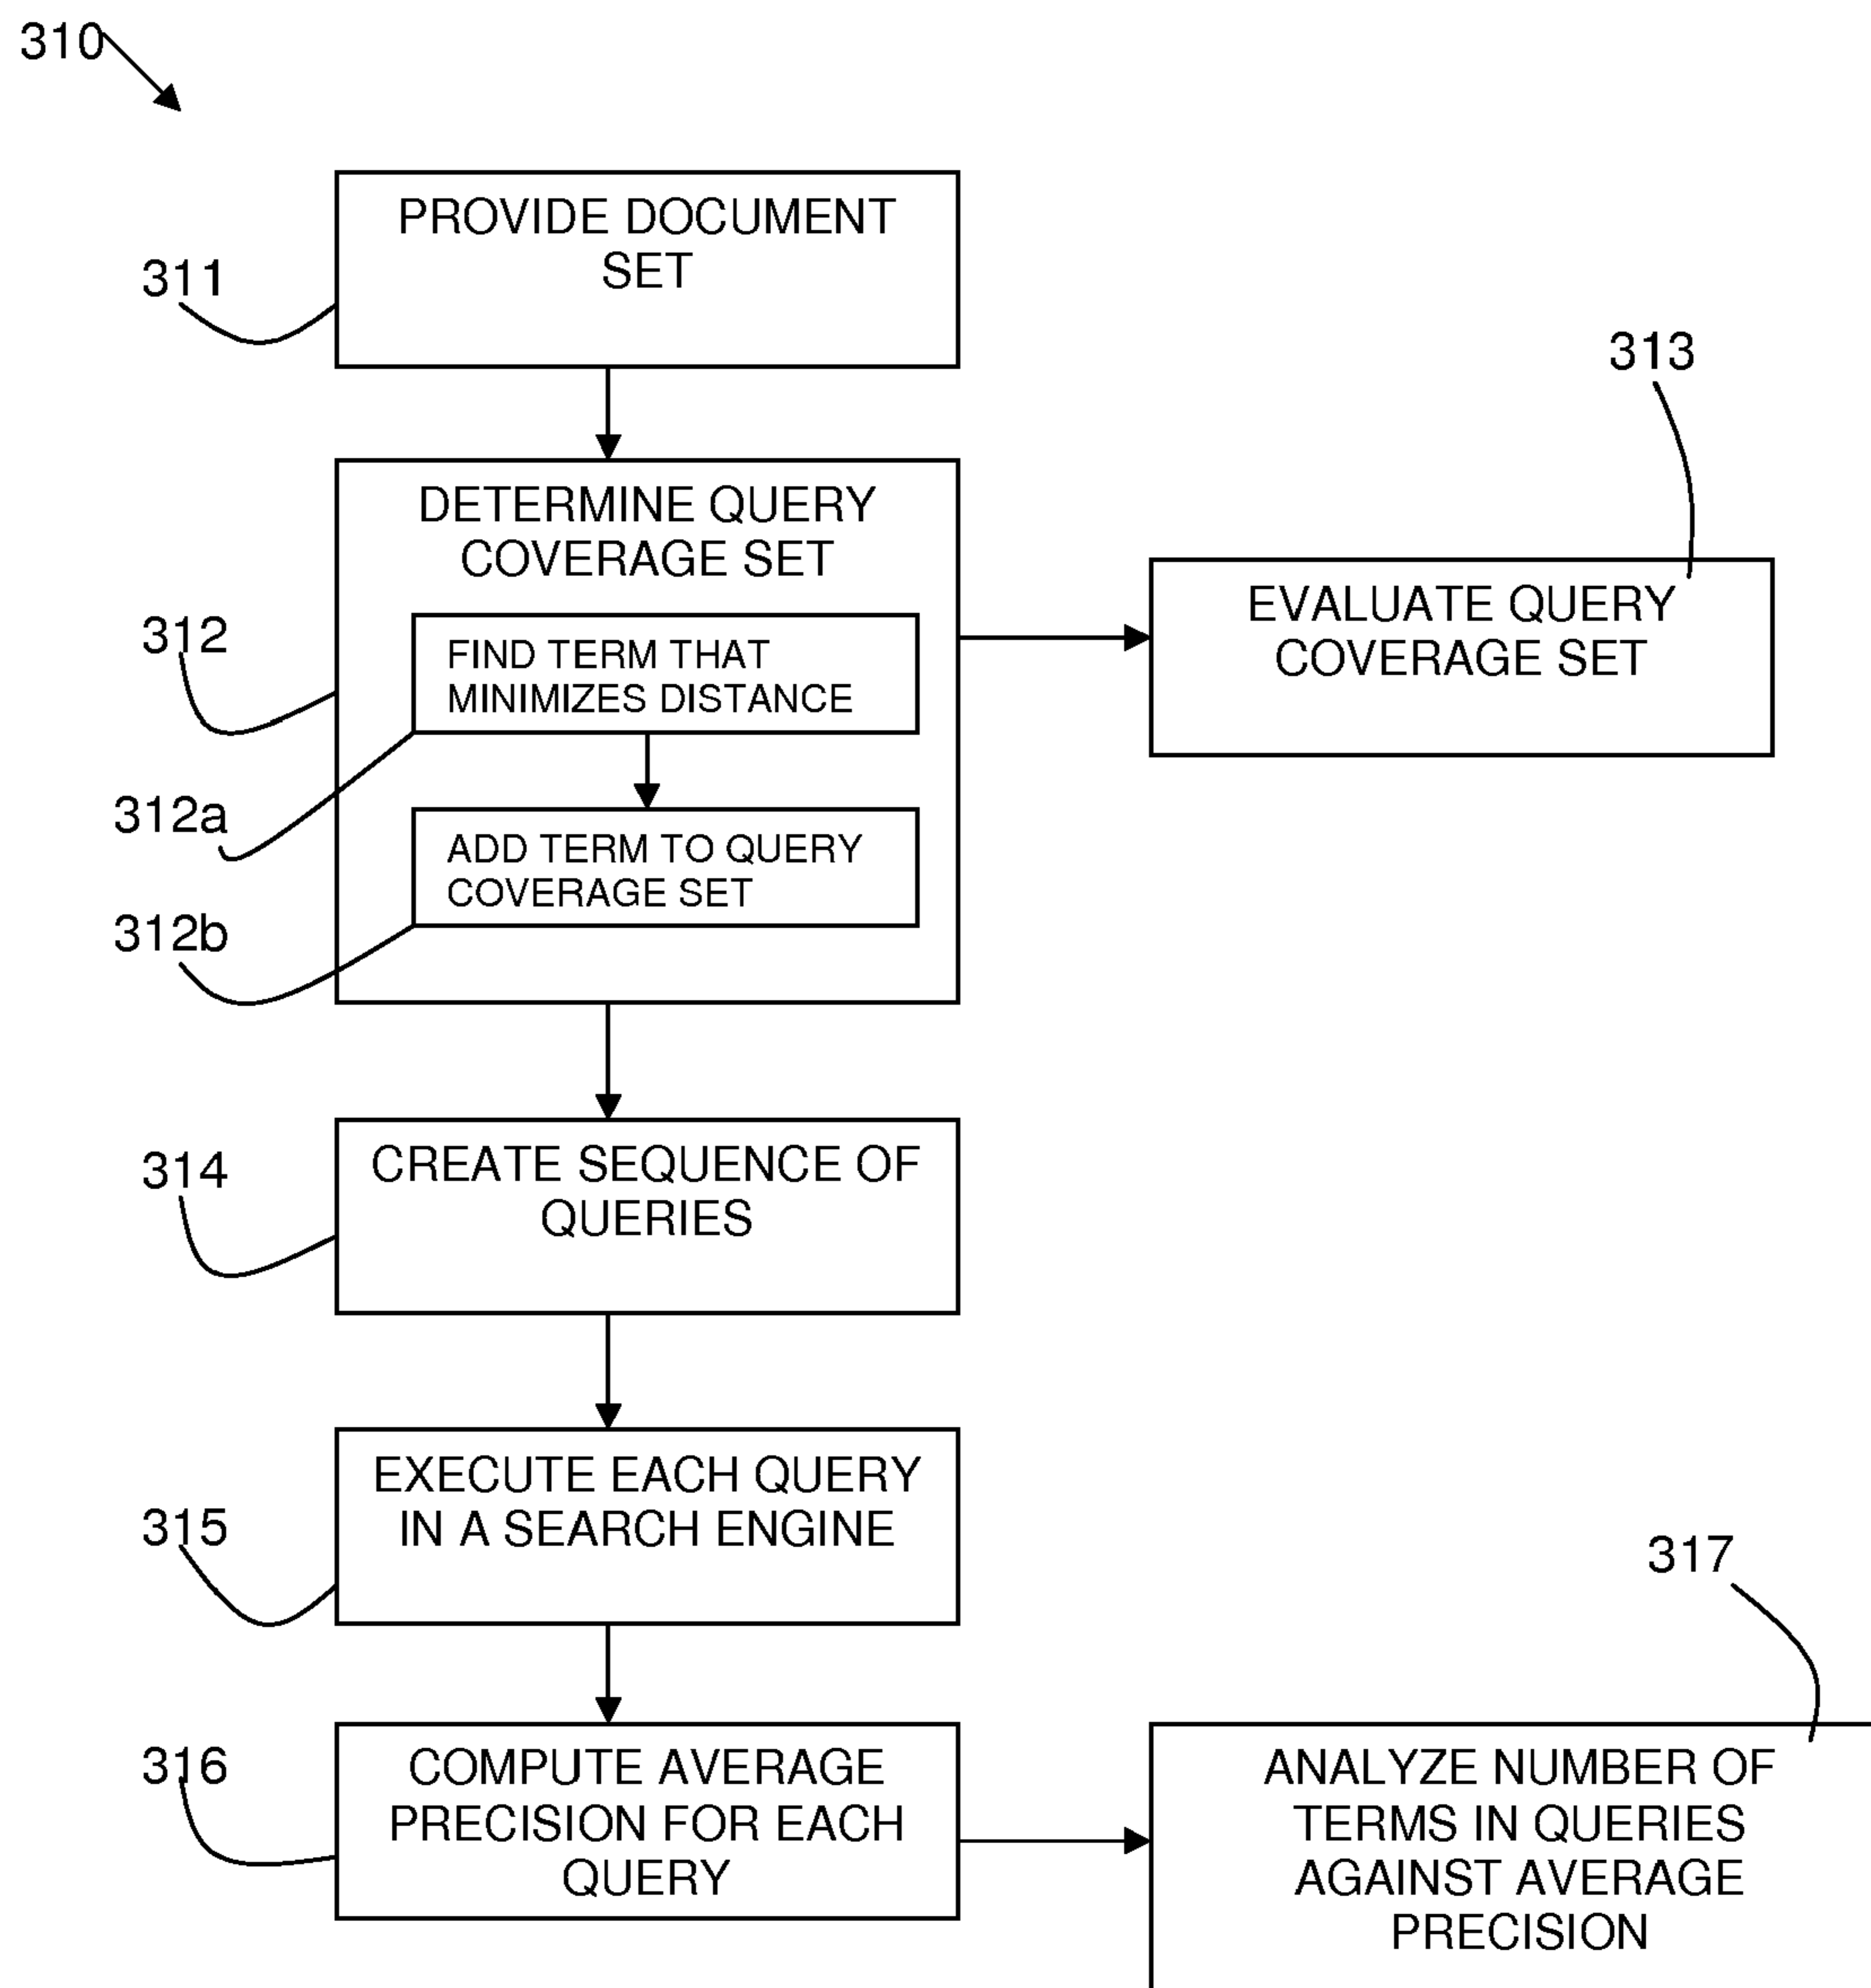 310
PROVIDE DOCUMENT
SET
311
313
DETERMINE QUERY
COVERAGE SET
EVALUATE QUERY
COVERAGE SET
312
FIND TERM THAT
MINIMIZES DISTANCE
312a
ADD TERM TO QUERY
COVERAGE SET
312b
314
CREATE SEQUENCE OF
QUERIES
EXECUTE EACH QUERY
IN A SEARCH ENGINE
315
317
316
COMPUTE AVERAGE
PRECISION FOR EACH
QUERY
ANALYZE NUMBER OF
TERMS IN QUERIES
AGAINST AVERAGE
PRECISION